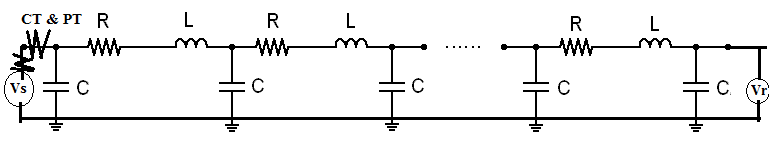 CT & PT R L R L R L
Vs C C C ...... C C. Vr